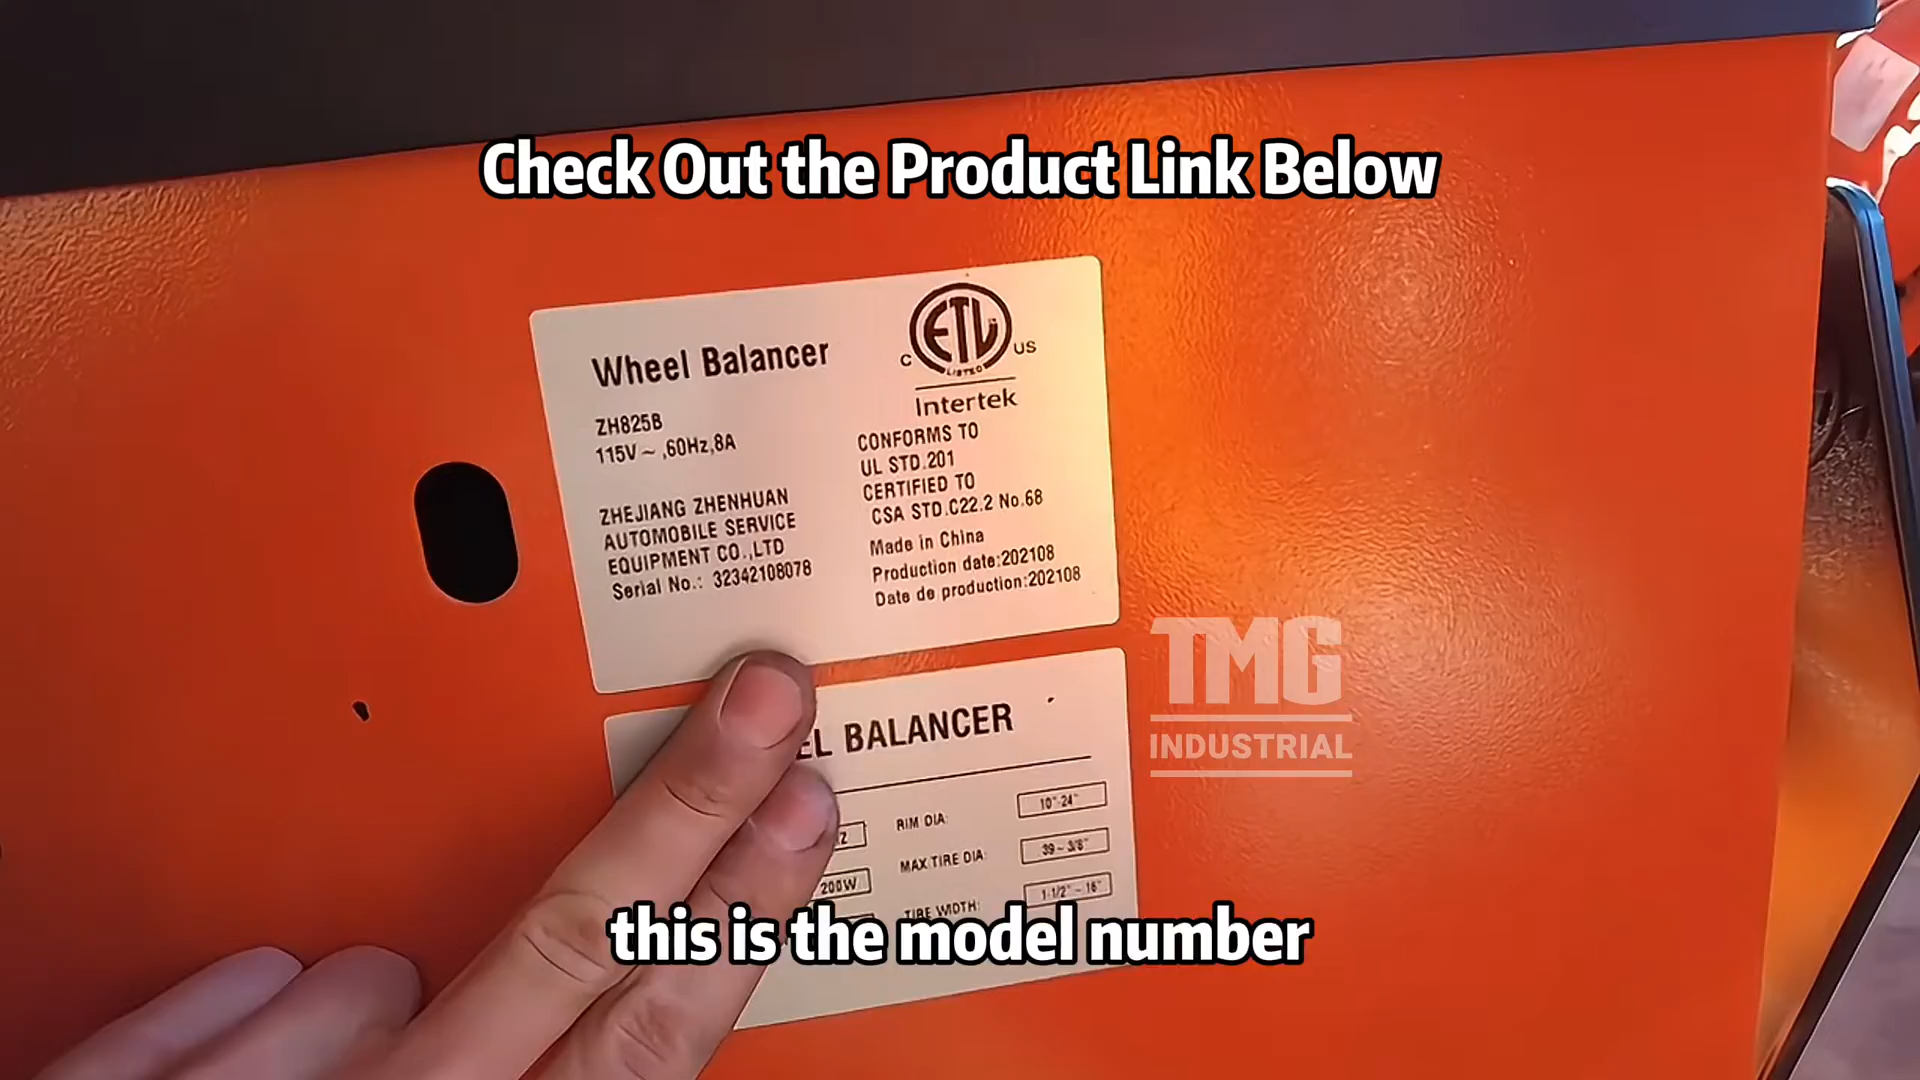 Check Out the Product Link Below
Wheel Balancer
ZH825B
115V ~ ,60Hz,8A
ZHEJIANG ZHENHUAN
AUTOMOBILE SERVICE
EQUIPMENT CO.,LTD
Serial No.: 32342108078
C ETL US
LISTED
Intertek
CONFORMS TO
UL STD.201
CERTIFIED TO
CSA STD.C22.2 No.68
Made in China
Production date:202108
Date de production:202108
TMG
INDUSTRIAL
EL BALANCER
Z
200W
RIM DIA: 10"-24"
MAX TIRE DIA: 39-3/8"
TIRE WIDTH: 1-1/2" - 16"
this is the model number